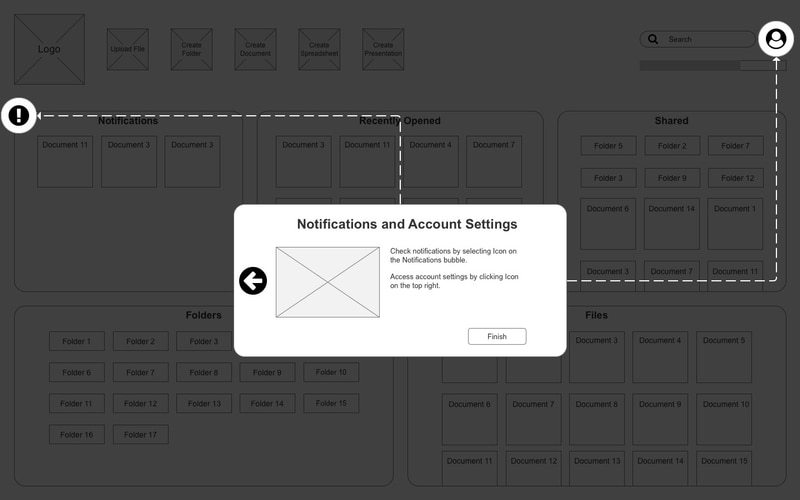 Logo
Upload File
Create
Folder
Create
Document
Create
Spreadsheet
Create
Presentation
Search
Notifications
Document 11
Document 3
Document 3
Recently Opened
Document 3
Document 11
Document 4
Document 7
Shared
Folder 5
Folder 2
Folder 7
Folder 3
Folder 9
Folder 12
Document 6
Document 14
Document 1
Document 3
Document 7
Document 11
Notifications and Account Settings
Check notifications by selecting Icon on
the Notifications bubble.
Access account settings by clicking Icon
on the top right.
Finish
Folders
Folder 1
Folder 2
Folder 3
Folder 6
Folder 7
Folder 8
Folder 9
Folder 10
Folder 11
Folder 12
Folder 13
Folder 14
Folder 15
Folder 16
Folder 17
Files
Document 3
Document 4
Document 5
Document 6
Document 7
Document 8
Document 9
Document 10
Document 11
Document 12
Document 13
Document 14
Document 15